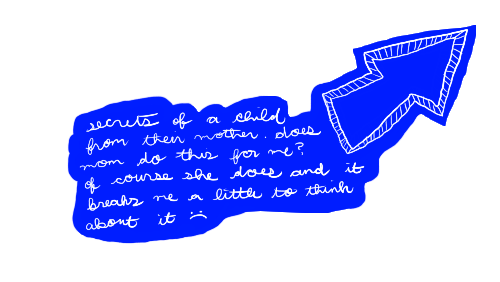 secrets of a child
from their mother. does
mom do this for me?
of course she does and it
breaks me a little to think
about it :(